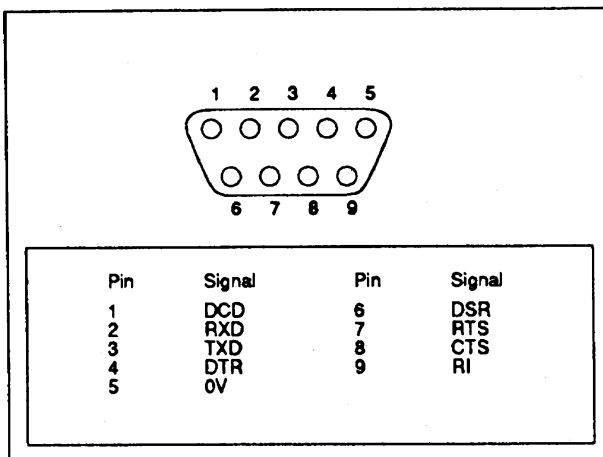 1 2 3 4 5
6 7 8 9
Pin Signal Pin Signal
1 DCD 6 DSR
2 RXD 7 RTS
3 TXD 8 CTS
4 DTR 9 RI
5 0V